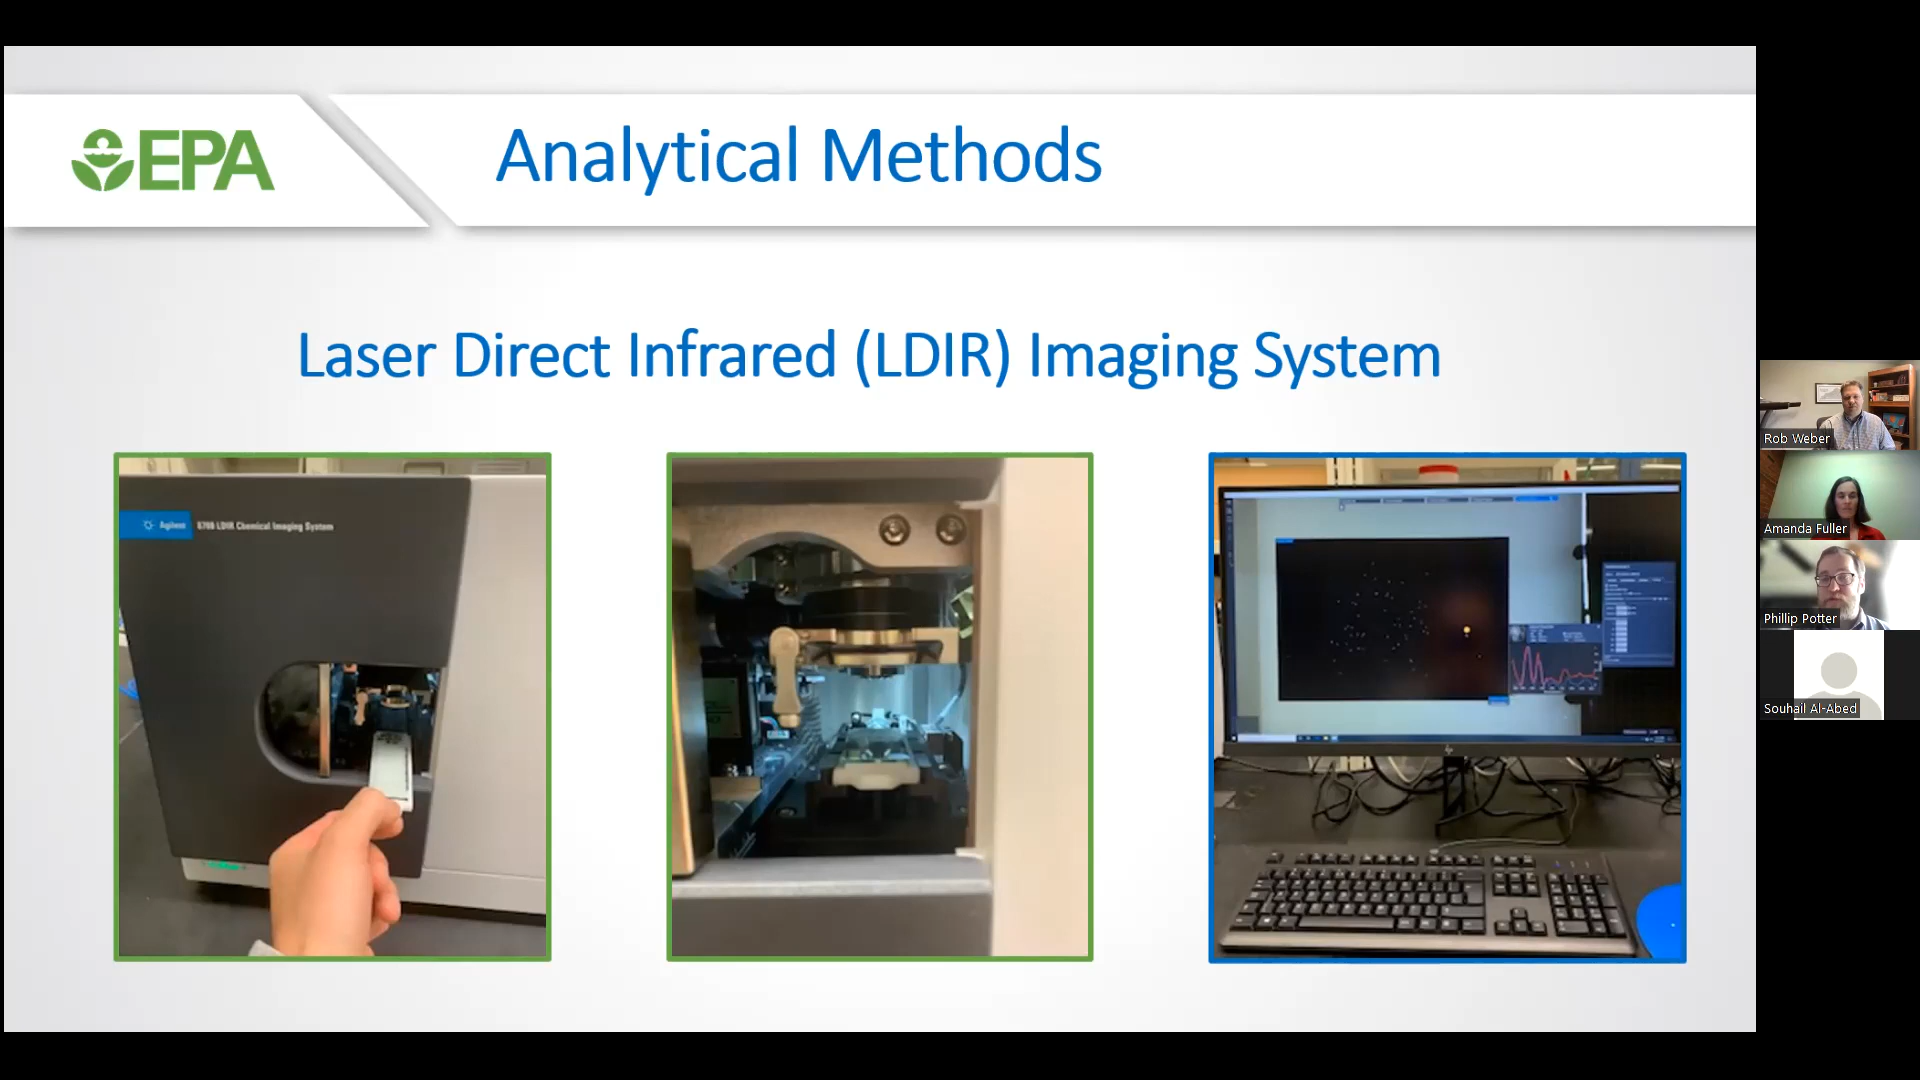 EPA
Analytical Methods
Laser Direct Infrared (LDIR) Imaging System
Agilent
8700 LDIR Chemical Imaging System
hp
Rob Weber
Amanda Fuller
Phillip Potter
Souhail Al-Abed